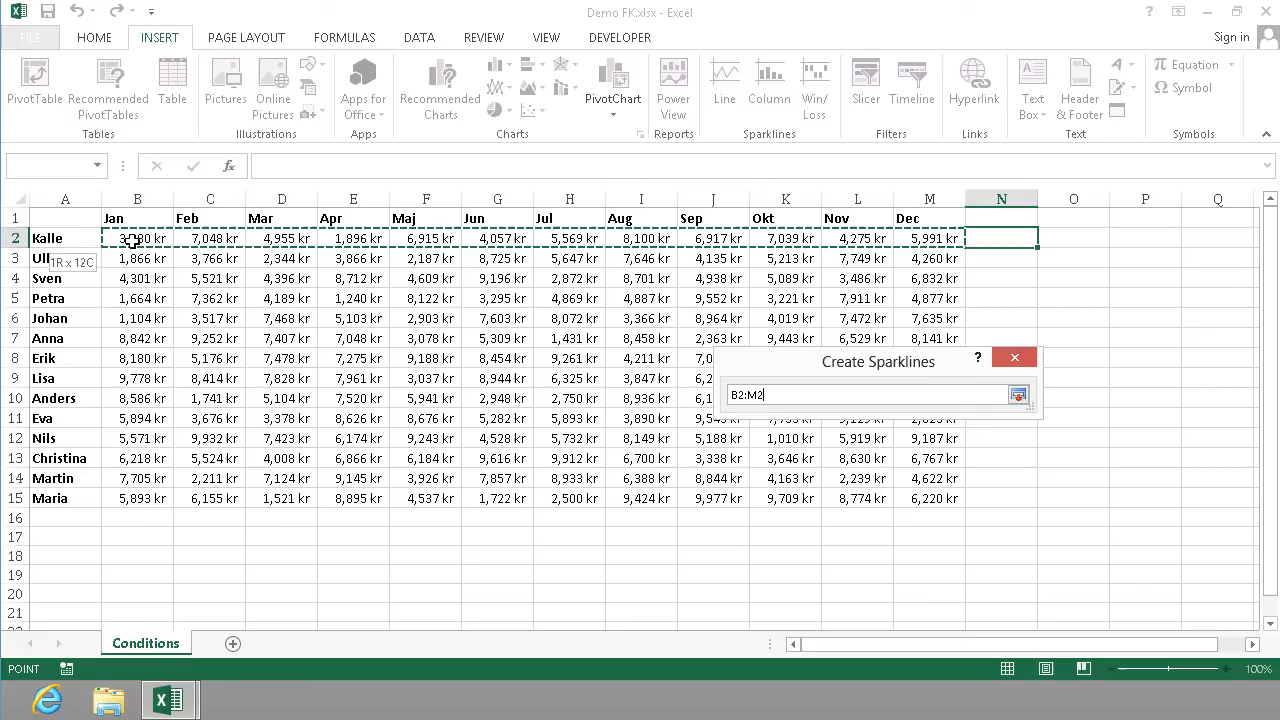 Demo FK.xlsx - Excel
FILE HOME INSERT PAGE LAYOUT FORMULAS DATA REVIEW VIEW DEVELOPER Sign in
PivotTable Recommended PivotTables Table Pictures Online Pictures Apps for Office Recommended Charts PivotChart Power View Line Column Win/Loss Slicer Timeline Hyperlink Text Box Header & Footer Equation Symbol
Tables Illustrations Apps Charts Reports Sparklines Filters Links Text Symbols
fx
A B C D E F G H I J K L M N O P Q
1 Jan Feb Mar Apr Maj Jun Jul Aug Sep Okt Nov Dec
2 Kalle 80 kr 7,048 kr 4,955 kr 1,896 kr 6,915 kr 4,057 kr 5,569 kr 8,100 kr 6,917 kr 7,039 kr 4,275 kr 5,991 kr
3 Ull 1,866 kr 3,766 kr 2,344 kr 3,866 kr 2,187 kr 8,725 kr 5,647 kr 7,646 kr 4,135 kr 5,213 kr 7,749 kr 4,260 kr
1R x 12C
4 Sven 4,301 kr 5,521 kr 4,396 kr 8,712 kr 4,609 kr 9,196 kr 2,872 kr 8,701 kr 4,938 kr 5,089 kr 3,486 kr 6,832 kr
5 Petra 1,664 kr 7,362 kr 4,189 kr 1,240 kr 8,122 kr 3,295 kr 4,869 kr 4,887 kr 9,552 kr 3,221 kr 7,911 kr 4,877 kr
6 Johan 1,104 kr 3,517 kr 7,468 kr 5,103 kr 2,903 kr 7,603 kr 8,072 kr 3,366 kr 8,964 kr 4,019 kr 7,472 kr 7,635 kr
7 Anna 8,842 kr 9,252 kr 7,407 kr 7,048 kr 3,078 kr 5,309 kr 1,431 kr 8,458 kr 2,363 kr 9,443 kr 6,529 kr 8,141 kr
8 Erik 8,180 kr 5,176 kr 7,478 kr 7,275 kr 9,188 kr 8,454 kr 9,261 kr 4,211 kr
Create Sparklines ?
9 Lisa 9,778 kr 8,414 kr 7,828 kr 7,961 kr 3,037 kr 8,944 kr 6,325 kr 3,847 kr
B2:M2
10 Anders 8,586 kr 1,741 kr 5,104 kr 7,520 kr 5,941 kr 2,948 kr 8,936 kr
11 Eva 5,894 kr 3,676 kr 3,378 kr 8,626 kr 8,676 kr 5,282 kr 5,893 kr 3,890 kr
12 Nils 5,571 kr 9,932 kr 7,423 kr 6,174 kr 9,243 kr 4,528 kr 5,732 kr 8,149 kr 5,188 kr 1,010 kr 5,919 kr 9,187 kr
13 Christina 6,218 kr 5,524 kr 4,008 kr 6,866 kr 6,184 kr 9,616 kr 9,912 kr 6,700 kr 3,338 kr 3,646 kr 8,630 kr 6,767 kr
14 Martin 7,705 kr 2,211 kr 7,124 kr 9,145 kr 3,926 kr 7,857 kr 8,933 kr 6,388 kr 8,844 kr 4,163 kr 2,239 kr 4,622 kr
15 Maria 5,893 kr 6,155 kr 1,521 kr 8,895 kr 4,537 kr 1,722 kr 2,500 kr 9,424 kr 9,977 kr 9,709 kr 8,774 kr 6,220 kr
16
17
18
19
20
21
Conditions
POINT 100%